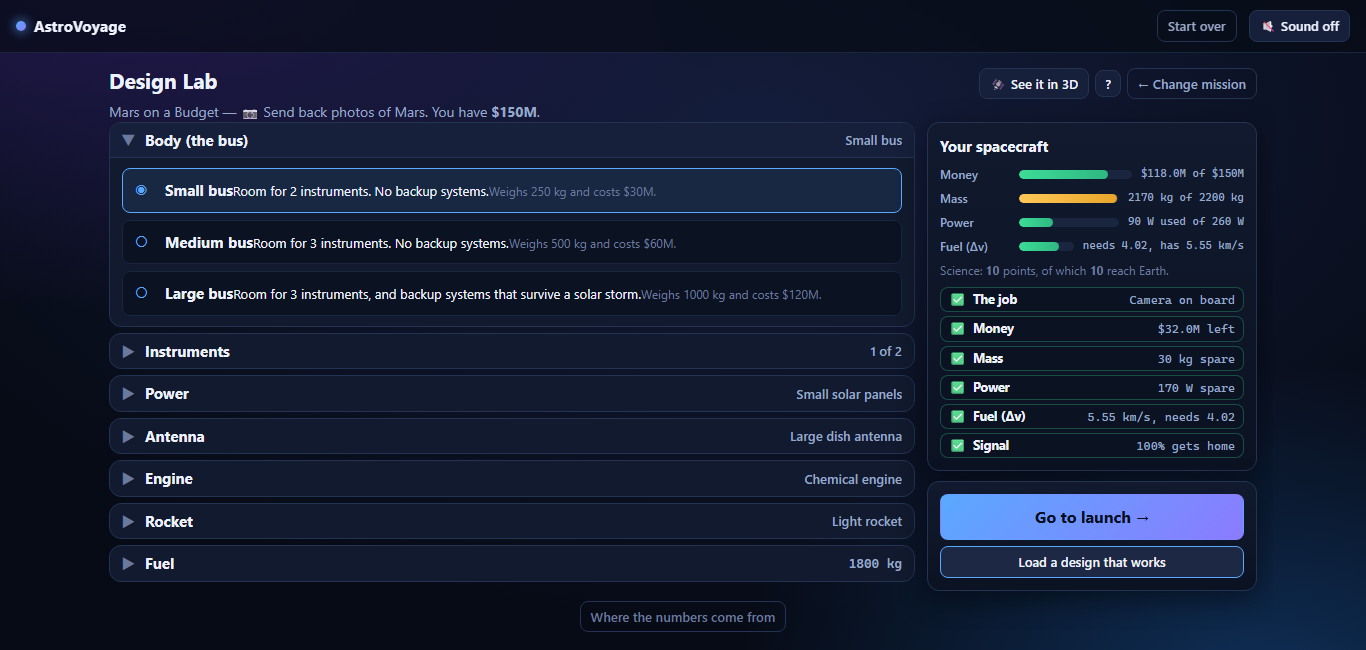 AstroVoyage
Start over
Sound off
Design Lab
See it in 3D
?
← Change mission
Mars on a Budget — 📷 Send back photos of Mars. You have $150M.
▼ Body (the bus) Small bus
Small busRoom for 2 instruments. No backup systems.Weighs 250 kg and costs $30M.
Medium busRoom for 3 instruments. No backup systems.Weighs 500 kg and costs $60M.
Large busRoom for 3 instruments, and backup systems that survive a solar storm.Weighs 1000 kg and costs $120M.
▶ Instruments 1 of 2
▶ Power Small solar panels
▶ Antenna Large dish antenna
▶ Engine Chemical engine
▶ Rocket Light rocket
▶ Fuel 1800 kg
Your spacecraft
Money $118.0M of $150M
Mass 2170 kg of 2200 kg
Power 90 W used of 260 W
Fuel (Δv) needs 4.02, has 5.55 km/s
Science: 10 points, of which 10 reach Earth.
✅ The job Camera on board
✅ Money $32.0M left
✅ Mass 30 kg spare
✅ Power 170 W spare
✅ Fuel (Δv) 5.55 km/s, needs 4.02
✅ Signal 100% gets home
Go to launch →
Load a design that works
Where the numbers come from